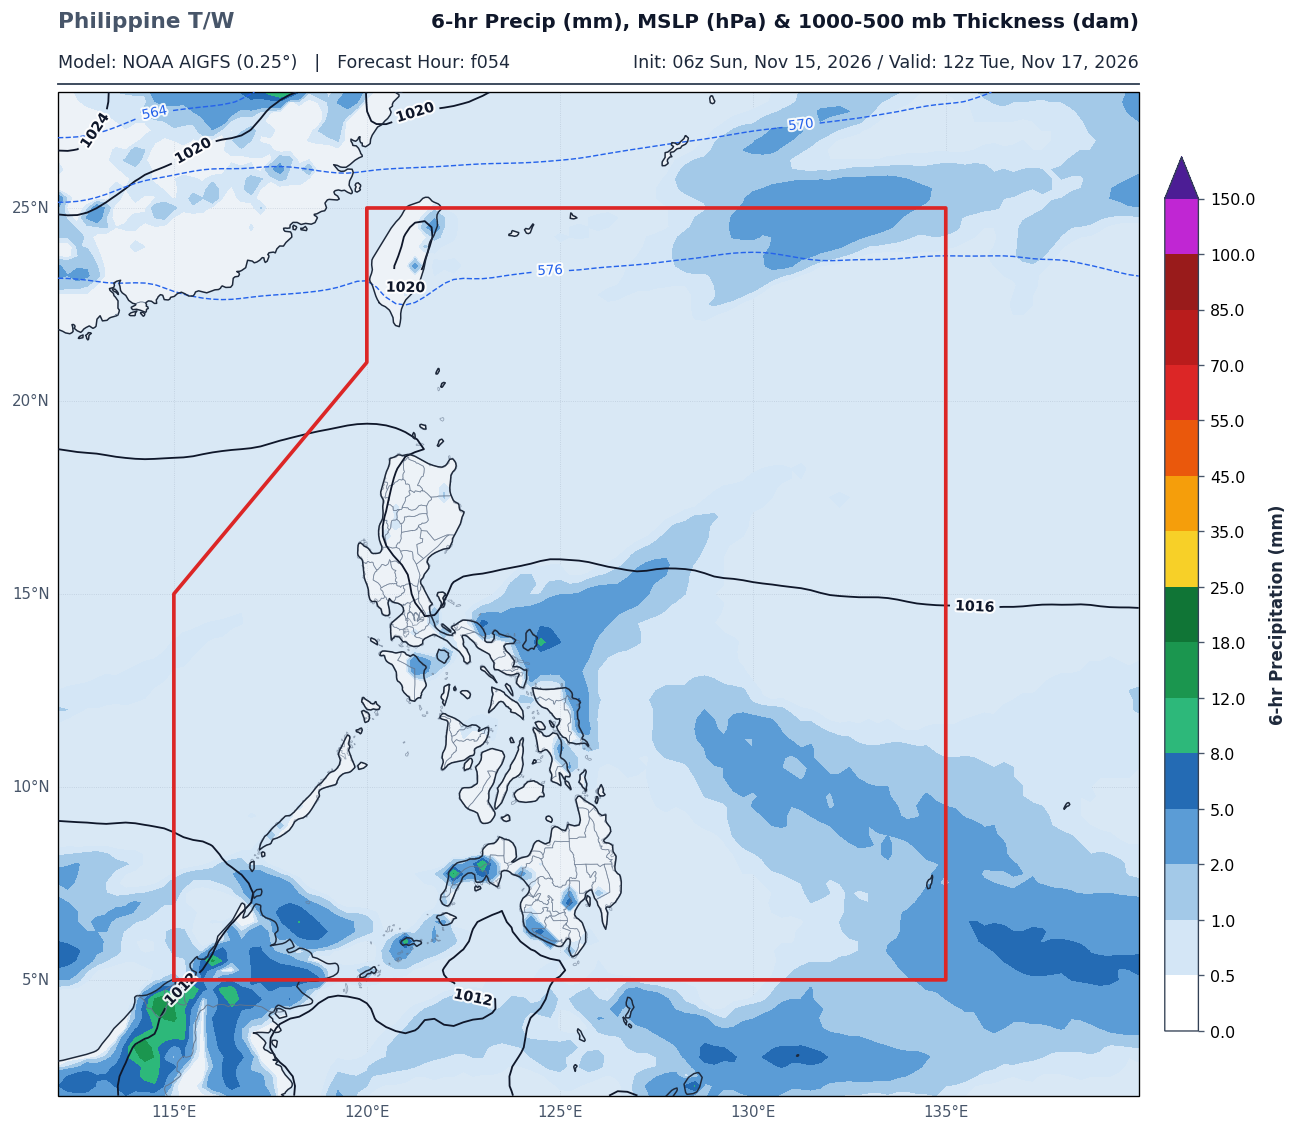 Philippine T/W
6-hr Precip (mm), MSLP (hPa) & 1000-500 mb Thickness (dam)
Model: NOAA AIGFS (0.25°) | Forecast Hour: f054
Init: 06z Sun, Nov 15, 2026 / Valid: 12z Tue, Nov 17, 2026
1024
564
1020
1020
570
576
1020
1016
1012
1012
25°N
20°N
15°N
10°N
5°N
115°E
120°E
125°E
130°E
135°E
150.0
100.0
85.0
70.0
55.0
45.0
35.0
25.0
18.0
12.0
8.0
5.0
2.0
1.0
0.5
0.0
6-hr Precipitation (mm)